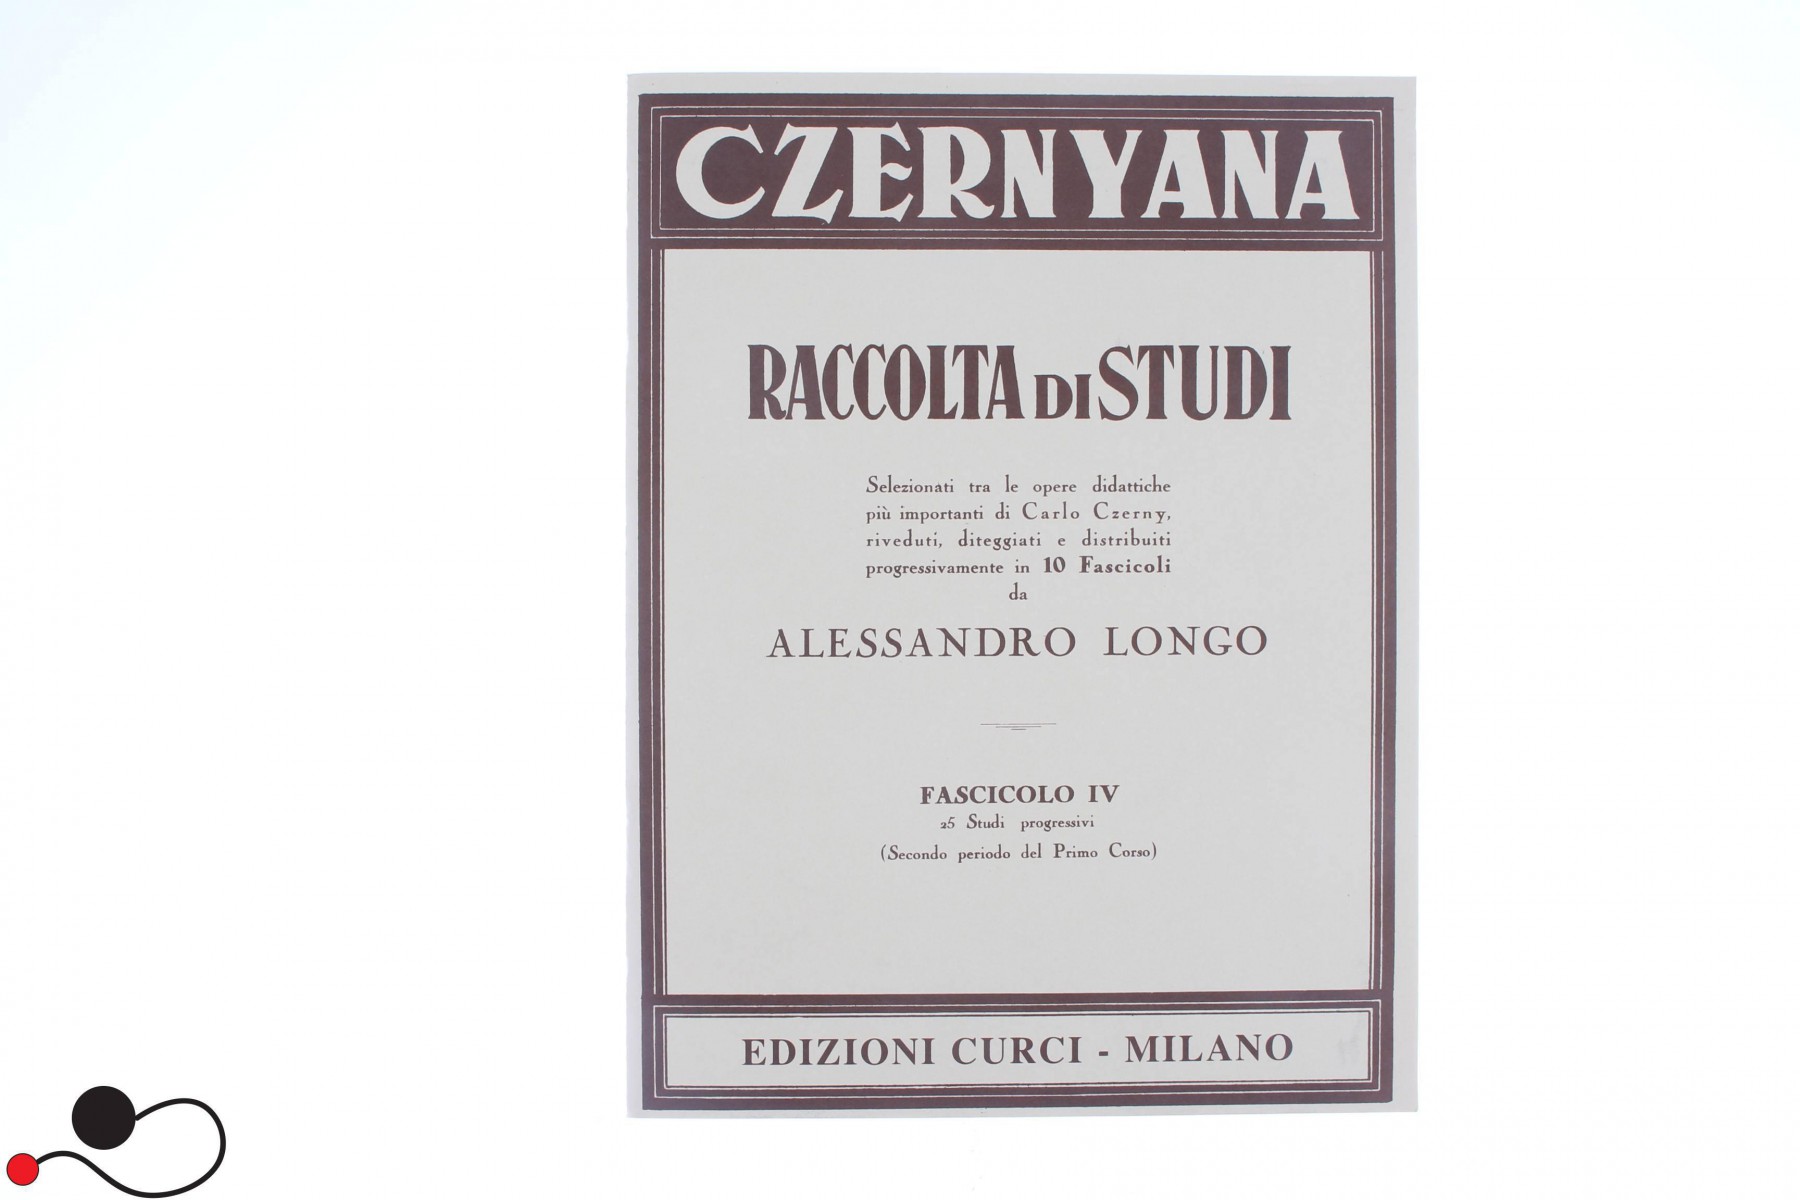 CZERNYANA
RACCOLTA DI STUDI
Selezionati tra le opere didattiche
più importanti di Carlo Czerny,
riveduti, diteggiati e distribuiti
progressivamente in 10 Fascicoli
da
ALESSANDRO LONGO
FASCICOLO IV
25 Studi progressivi
(Secondo periodo del Primo Corso)
EDIZIONI CURCI - MILANO